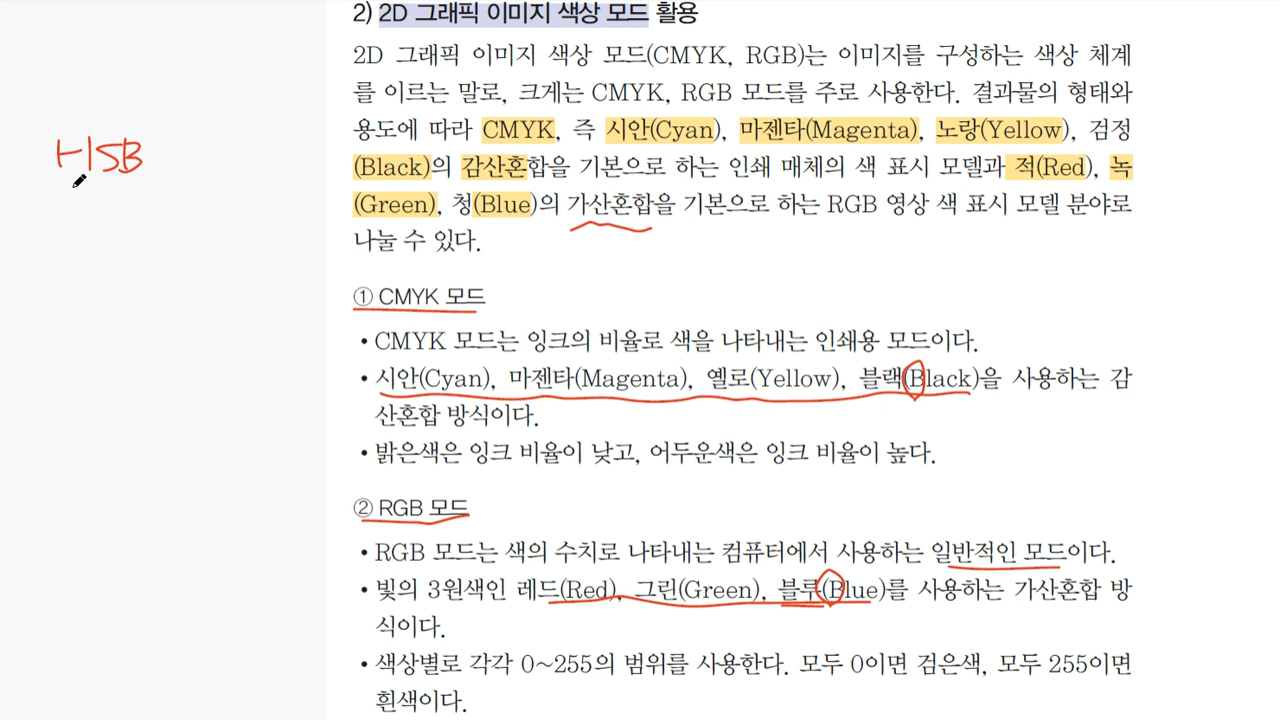 2) 2D 그래픽 이미지 색상 모드 활용
2D 그래픽 이미지 색상 모드(CMYK, RGB)는 이미지를 구성하는 색상 체계
를 이르는 말로, 크게는 CMYK, RGB 모드를 주로 사용한다. 결과물의 형태와
용도에 따라 CMYK, 즉 시안(Cyan), 마젠타(Magenta), 노랑(Yellow), 검정
(Black)의 감산혼합을 기본으로 하는 인쇄 매체의 색 표시 모델과 적(Red), 녹
(Green), 청(Blue)의 가산혼합을 기본으로 하는 RGB 영상 색 표시 모델 분야로
나눌 수 있다.
HSB
① CMYK 모드
• CMYK 모드는 잉크의 비율로 색을 나타내는 인쇄용 모드이다.
• 시안(Cyan), 마젠타(Magenta), 옐로(Yellow), 블랙(Black)을 사용하는 감
산혼합 방식이다.
• 밝은색은 잉크 비율이 낮고, 어두운색은 잉크 비율이 높다.
② RGB 모드
• RGB 모드는 색의 수치로 나타내는 컴퓨터에서 사용하는 일반적인 모드이다.
• 빛의 3원색인 레드(Red), 그린(Green), 블루(Blue)를 사용하는 가산혼합 방
식이다.
• 색상별로 각각 0~255의 범위를 사용한다. 모두 0이면 검은색, 모두 255이면
흰색이다.